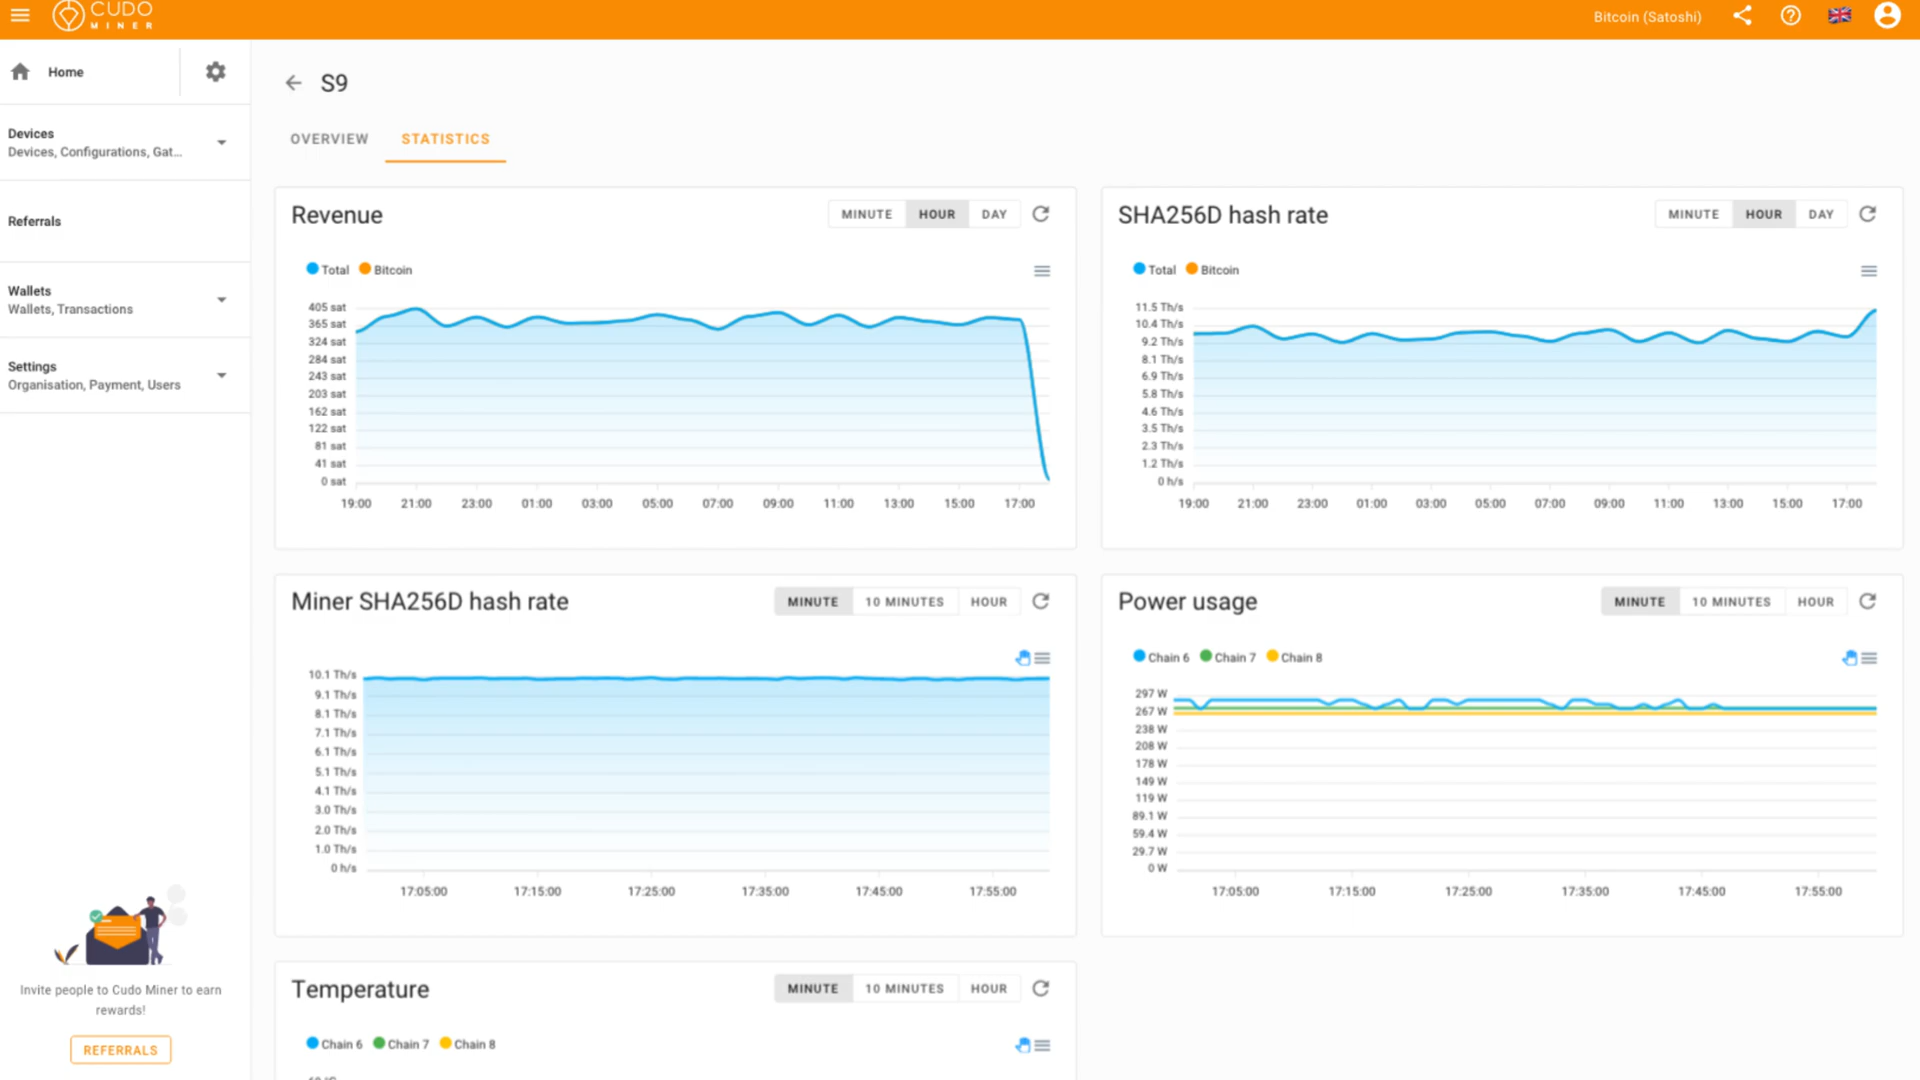 CUDO
MINER
Bitcoin (Satoshi)
Home
Devices
Devices, Configurations, Gat...
Referrals
Wallets
Wallets, Transactions
Settings
Organisation, Payment, Users
Invite people to Cudo Miner to earn
rewards!
REFERRALS
S9
OVERVIEW STATISTICS
Revenue
MINUTE HOUR DAY
Total Bitcoin
405 sat
365 sat
324 sat
284 sat
243 sat
203 sat
162 sat
122 sat
81 sat
41 sat
0 sat
19:00 21:00 23:00 01:00 03:00 05:00 07:00 09:00 11:00 13:00 15:00 17:00
SHA256D hash rate
MINUTE HOUR DAY
Total Bitcoin
11.5 Th/s
10.4 Th/s
9.2 Th/s
8.1 Th/s
6.9 Th/s
5.8 Th/s
4.6 Th/s
3.5 Th/s
2.3 Th/s
1.2 Th/s
0 h/s
19:00 21:00 23:00 01:00 03:00 05:00 07:00 09:00 11:00 13:00 15:00 17:00
Miner SHA256D hash rate
MINUTE 10 MINUTES HOUR
10.1 Th/s
9.1 Th/s
8.1 Th/s
7.1 Th/s
6.1 Th/s
5.1 Th/s
4.1 Th/s
3.0 Th/s
2.0 Th/s
1.0 Th/s
0 h/s
17:05:00 17:15:00 17:25:00 17:35:00 17:45:00 17:55:00
Power usage
MINUTE 10 MINUTES HOUR
Chain 6 Chain 7 Chain 8
297 W
267 W
238 W
208 W
178 W
149 W
119 W
89.1 W
59.4 W
29.7 W
0 W
17:05:00 17:15:00 17:25:00 17:35:00 17:45:00 17:55:00
Temperature
MINUTE 10 MINUTES HOUR
Chain 6 Chain 7 Chain 8